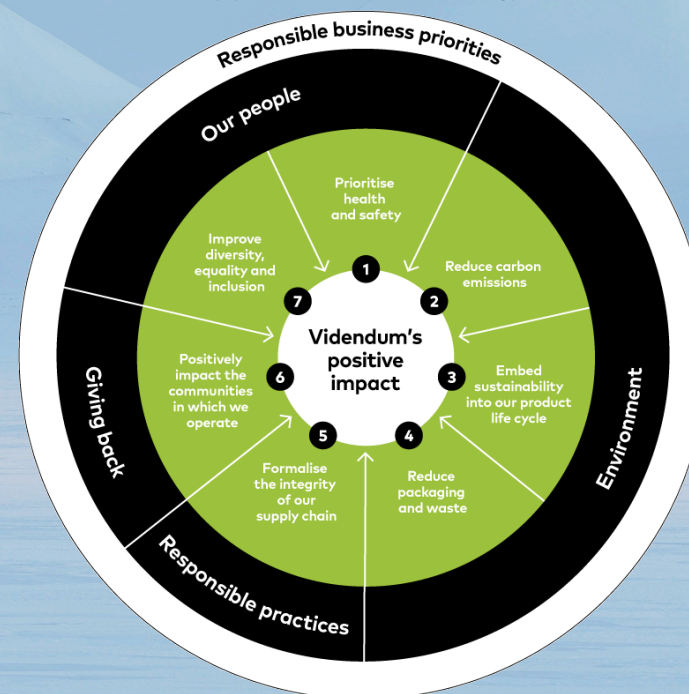 Responsible business priorities
Our people
Environment
Responsible practices
Giving back
Prioritise
health
and safety
1
Reduce carbon
emissions
2
Embed
sustainability
into our product
life cycle
3
Reduce
packaging
and waste
4
Formalise
the integrity
of our
supply chain
5
Positively
impact the
communities
in which we
operate
6
Improve
diversity,
equality and
inclusion
7
Videndum's
positive
impact